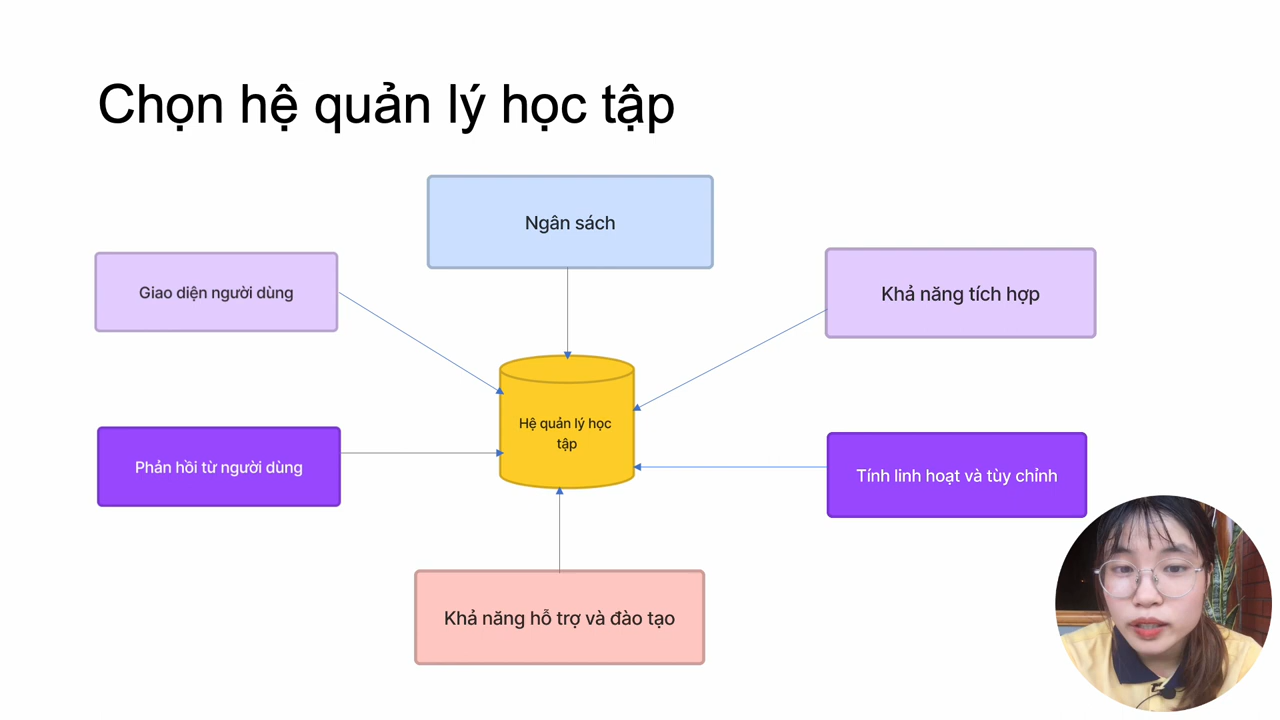 Chọn hệ quản lý học tập
Ngân sách
Giao diện người dùng
Khả năng tích hợp
Hệ quản lý học
tập
Phản hồi từ người dùng
Tính linh hoạt và tùy chỉnh
Khả năng hỗ trợ và đào tạo